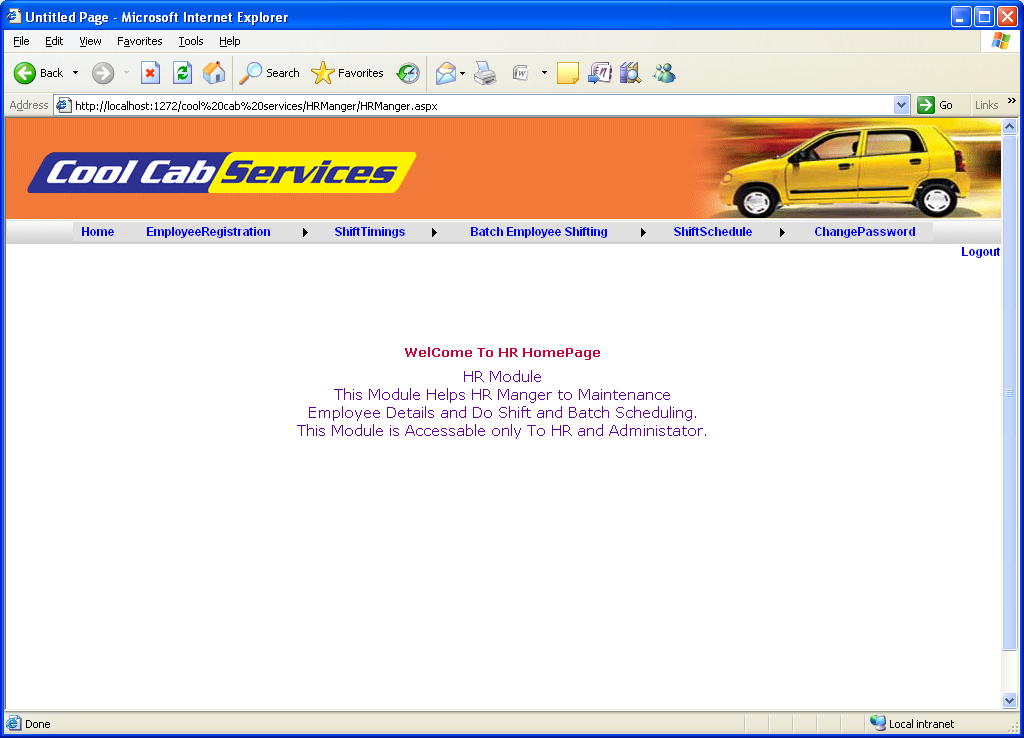 Untitled Page - Microsoft Internet Explorer
File Edit View Favorites Tools Help
Back Search Favorites
Address http://localhost:1272/cool%20cab%20services/HRManger/HRManger.aspx Go Links »
Cool Cab Services
Home EmployeeRegistration ShiftTimings Batch Employee Shifting ShiftSchedule ChangePassword
Logout
WelCome To HR HomePage
HR Module
This Module Helps HR Manger to Maintenance
Employee Details and Do Shift and Batch Scheduling.
This Module is Accessable only To HR and Administator.
Done Local intranet